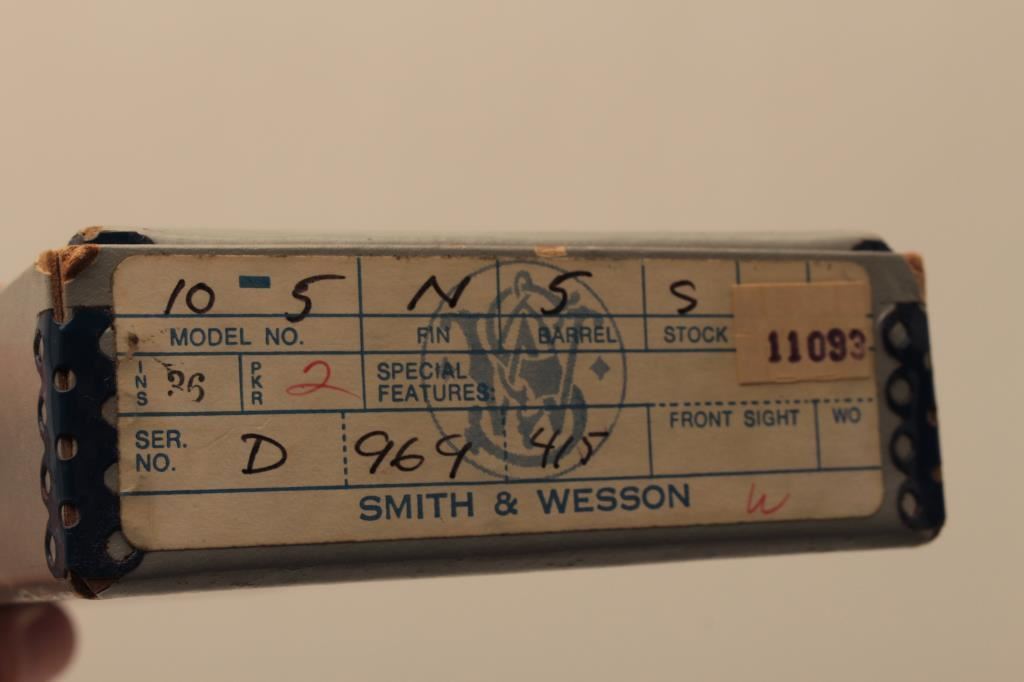 10 - 5 N 5 S
MODEL NO. FIN BARREL STOCK
11093
INS 36 PKR 2 SPECIAL FEATURES:
FRONT SIGHT WO
SER. NO. D 969 415
SMITH & WESSON W